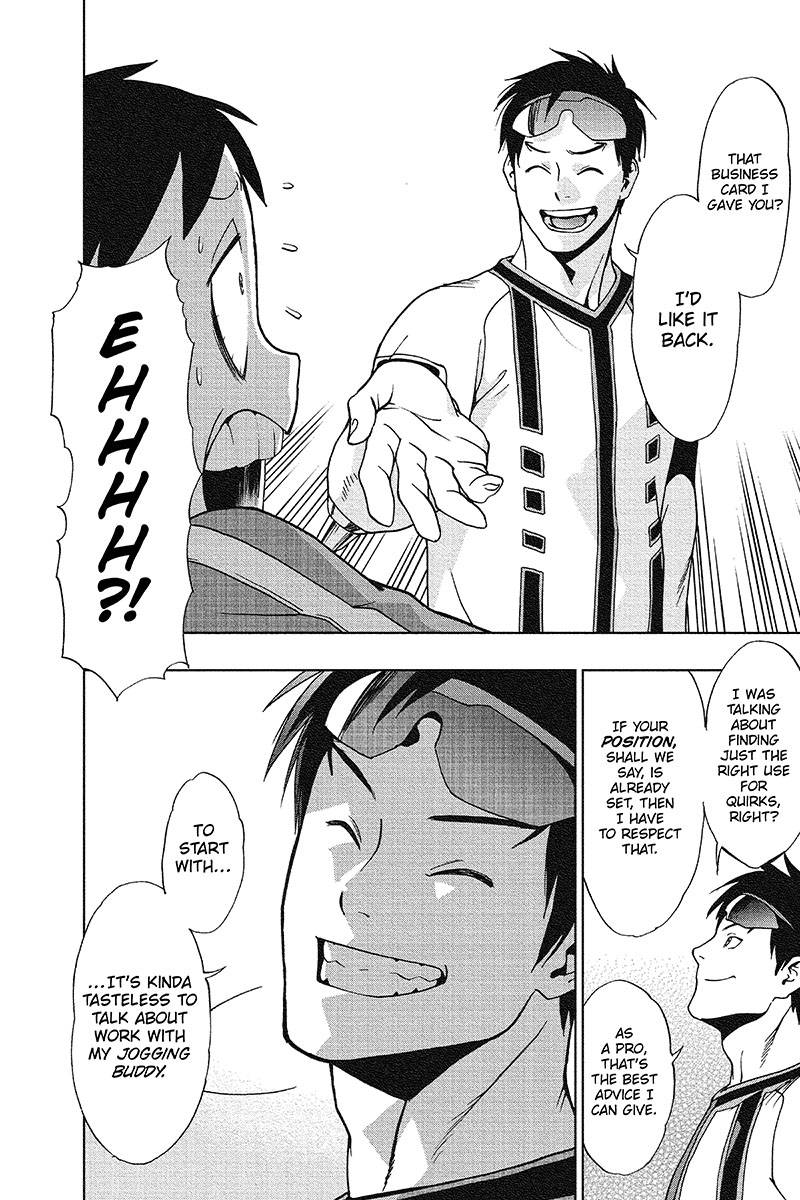 THAT
BUSINESS
CARD I
GAVE YOU?
I'D
LIKE IT
BACK.
EHHHH?!
I WAS
TALKING
ABOUT
FINDING
JUST THE
RIGHT USE
FOR
QUIRKS,
RIGHT?
IF YOUR
POSITION,
SHALL WE
SAY, IS
ALREADY
SET, THEN
I HAVE
TO RESPECT
THAT.
AS
A PRO,
THAT'S
THE BEST
ADVICE I
CAN GIVE.
TO
START
WITH...
...IT'S KINDA
TASTELESS TO
TALK ABOUT
WORK WITH
MY JOGGING
BUDDY.